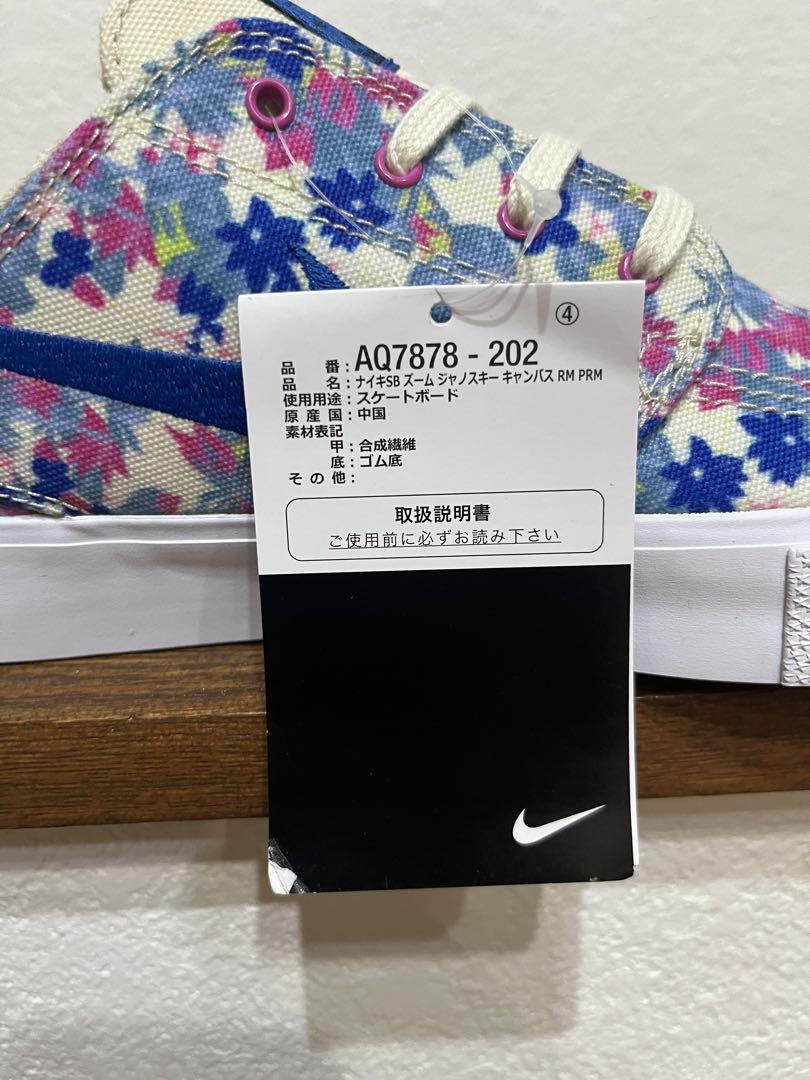 ④
品番：AQ7878 - 202
品名：ナイキSB ズーム ジャノスキー キャンバス RM PRM
使用用途：スケートボード
原産国：中国
素材表記
甲：合成繊維
底：ゴム底
その他：
取扱説明書
ご使用前に必ずお読み下さい